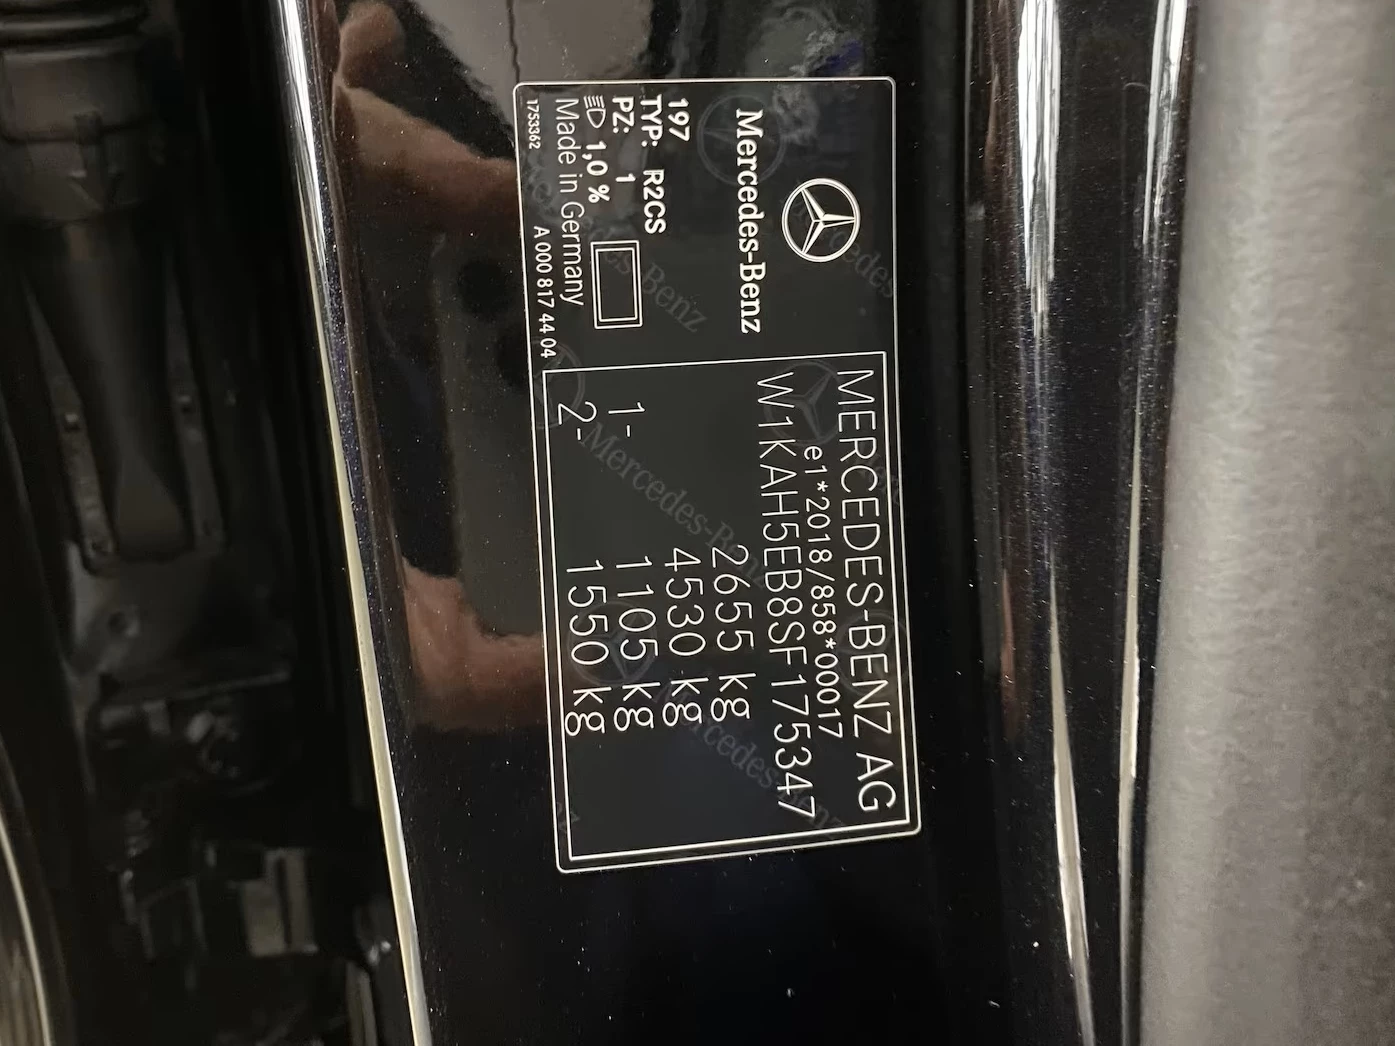 Mercedes-Benz
197
TYP: R2CS
PZ: 1
1,0 %
Made in Germany
1753362 A 000 817 44 04
MERCEDES-BENZ AG
e1*2018/858*00017
W1KAH5EB8SF175347
2655 kg
4530 kg
1- 1105 kg
2- 1550 kg